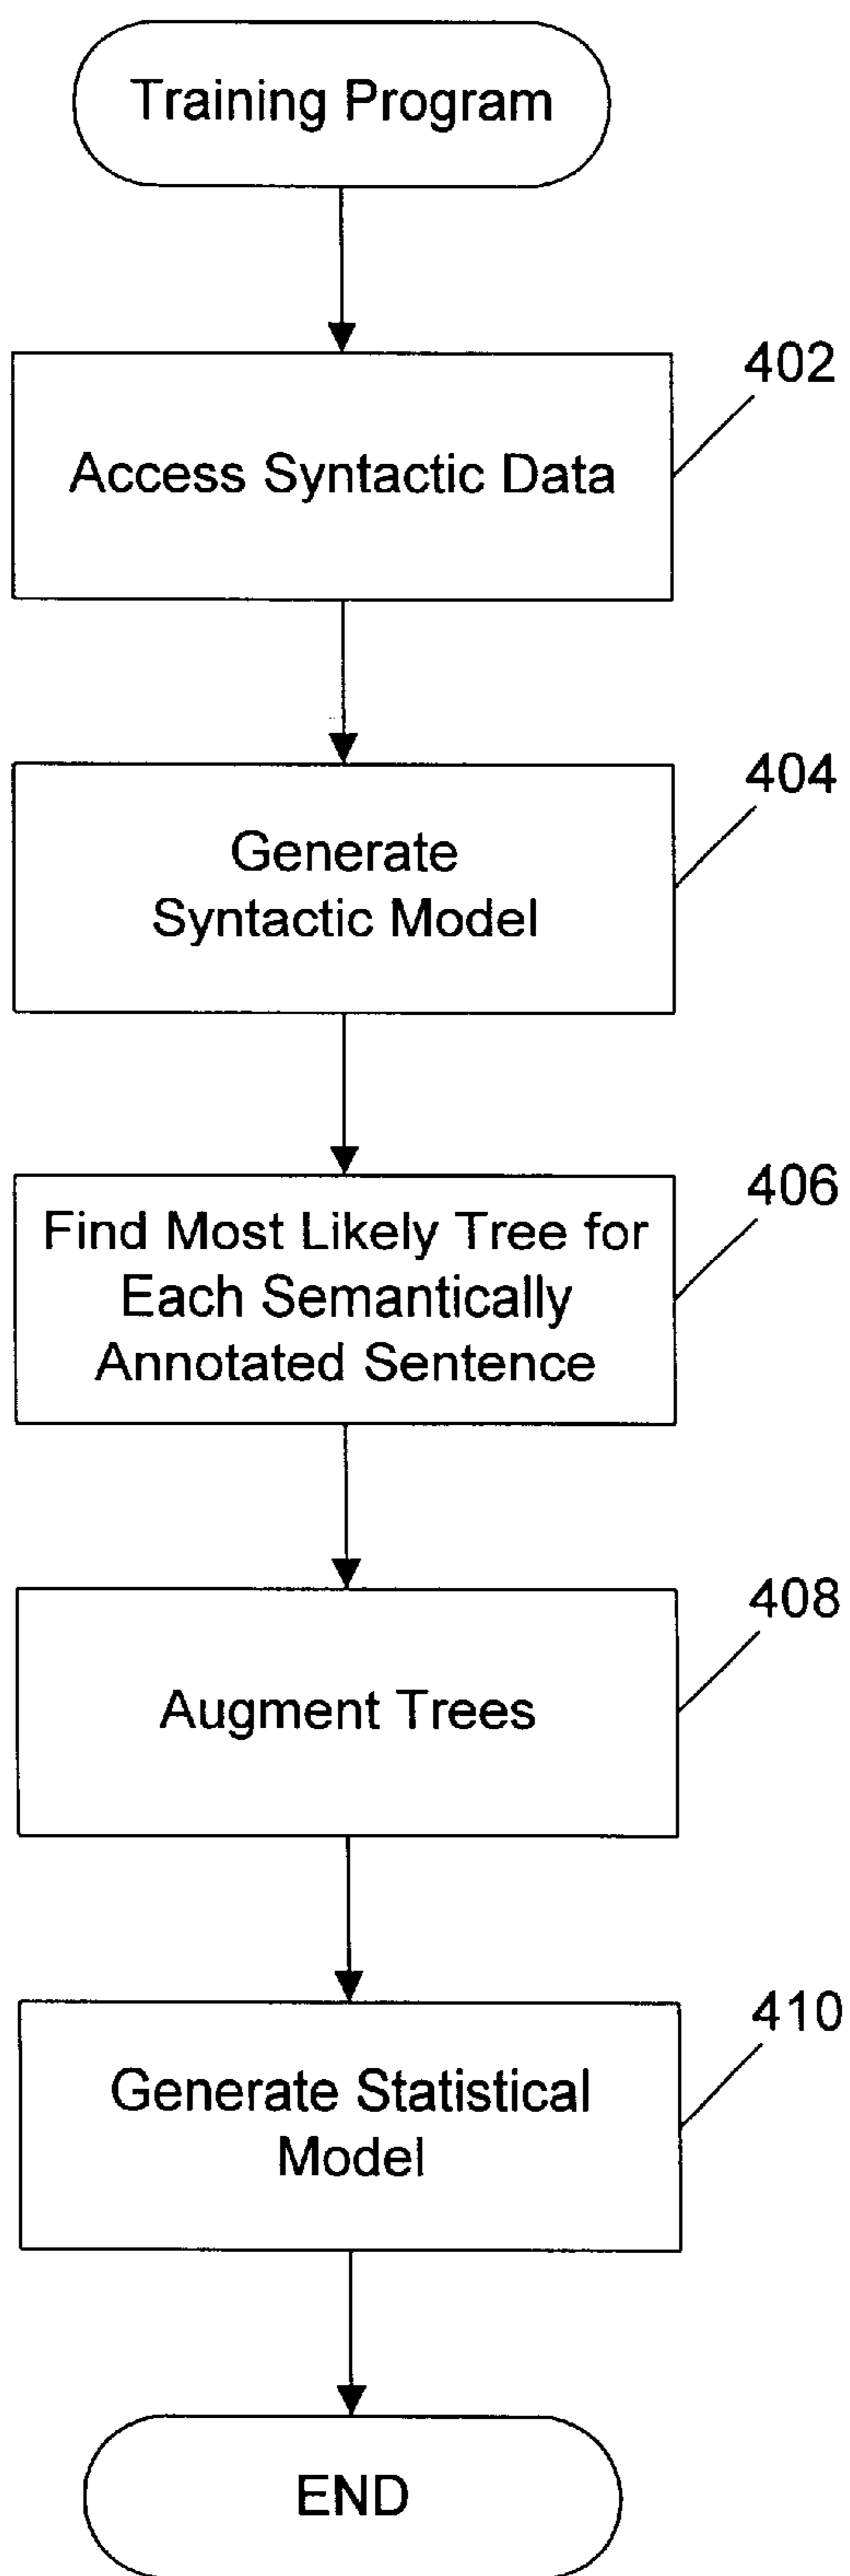 Training Program
402
Access Syntactic Data
404
Generate
Syntactic Model
406
Find Most Likely Tree for
Each Semantically
Annotated Sentence
408
Augment Trees
410
Generate Statistical
Model
END